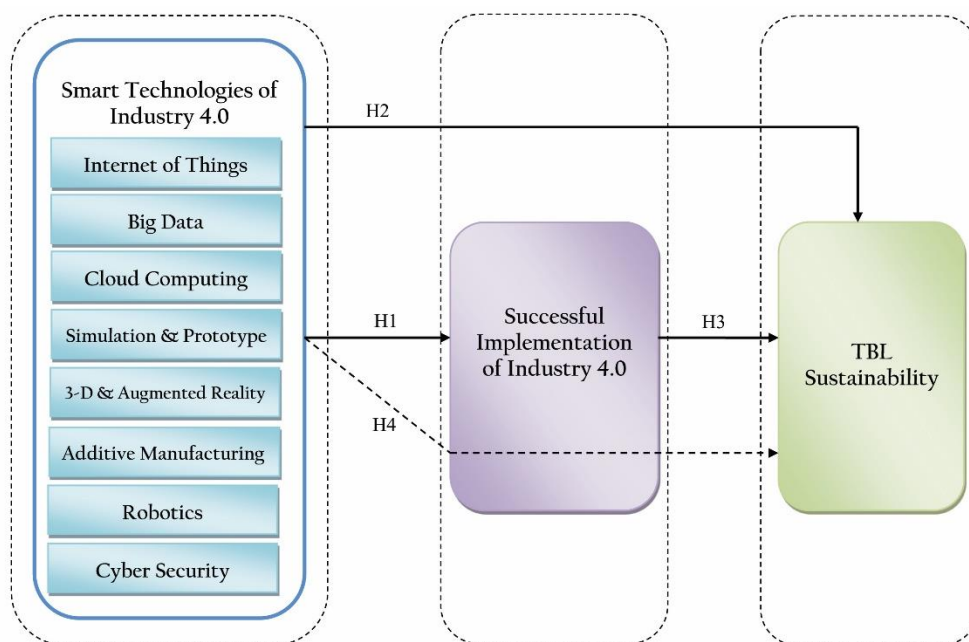 Smart Technologies of
Industry 4.0
Internet of Things
Big Data
Cloud Computing
Simulation & Prototype
3-D & Augmented Reality
Additive Manufacturing
Robotics
Cyber Security
H2
H1
H4
Successful
Implementation
of Industry 4.0
H3
TBL
Sustainability